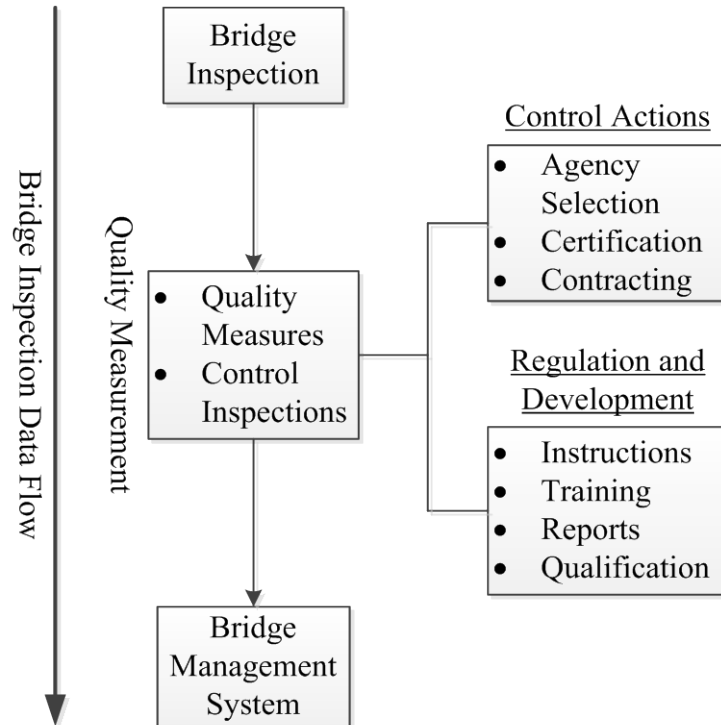 Bridge
Inspection
Bridge Inspection Data Flow
Quality Measurement
• Quality
Measures
• Control
Inspections
Bridge
Management
System
Control Actions
• Agency
Selection
• Certification
• Contracting
Regulation and
Development
• Instructions
• Training
• Reports
• Qualification